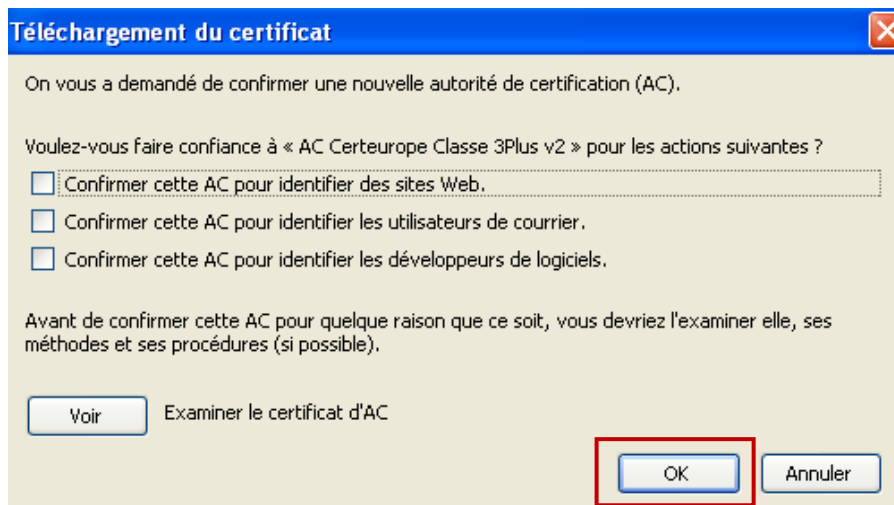 Téléchargement du certificat
On vous a demandé de confirmer une nouvelle autorité de certification (AC).
Voulez-vous faire confiance à « AC Certeurope Classe 3Plus v2 » pour les actions suivantes ?
Confirmer cette AC pour identifier des sites Web.
Confirmer cette AC pour identifier les utilisateurs de courrier.
Confirmer cette AC pour identifier les développeurs de logiciels.
Avant de confirmer cette AC pour quelque raison que ce soit, vous devriez l'examiner elle, ses
méthodes et ses procédures (si possible).
Voir Examiner le certificat d'AC
OK Annuler